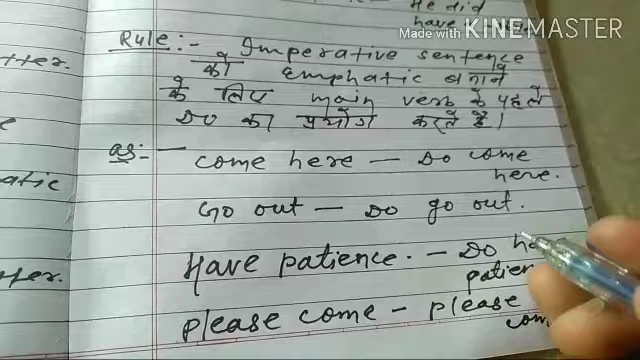 He did
have
Made with KINEMASTER
Rule:- Imperative sentence
को emphatic बनाने
के लिए main verb के पहले
Do का प्रयोग करते है।
as:- come here - Do come
here.
Go out - Do go out.
Have patience. - Do
please come - please